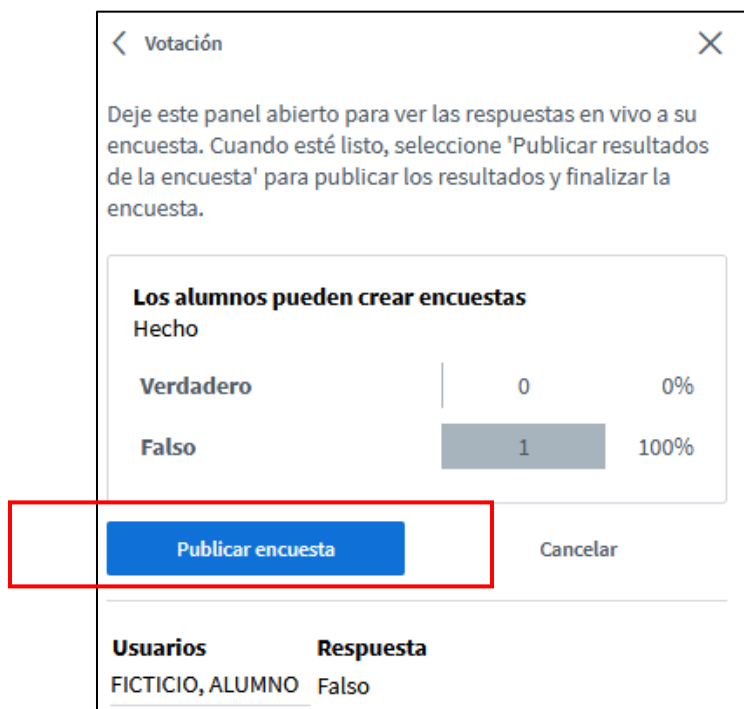 Votación
Deje este panel abierto para ver las respuestas en vivo a su
encuesta. Cuando esté listo, seleccione 'Publicar resultados
de la encuesta' para publicar los resultados y finalizar la
encuesta.
Los alumnos pueden crear encuestas
Hecho
Verdadero 0 0%
Falso 1 100%
Publicar encuesta Cancelar
Usuarios Respuesta
FICTICIO, ALUMNO Falso